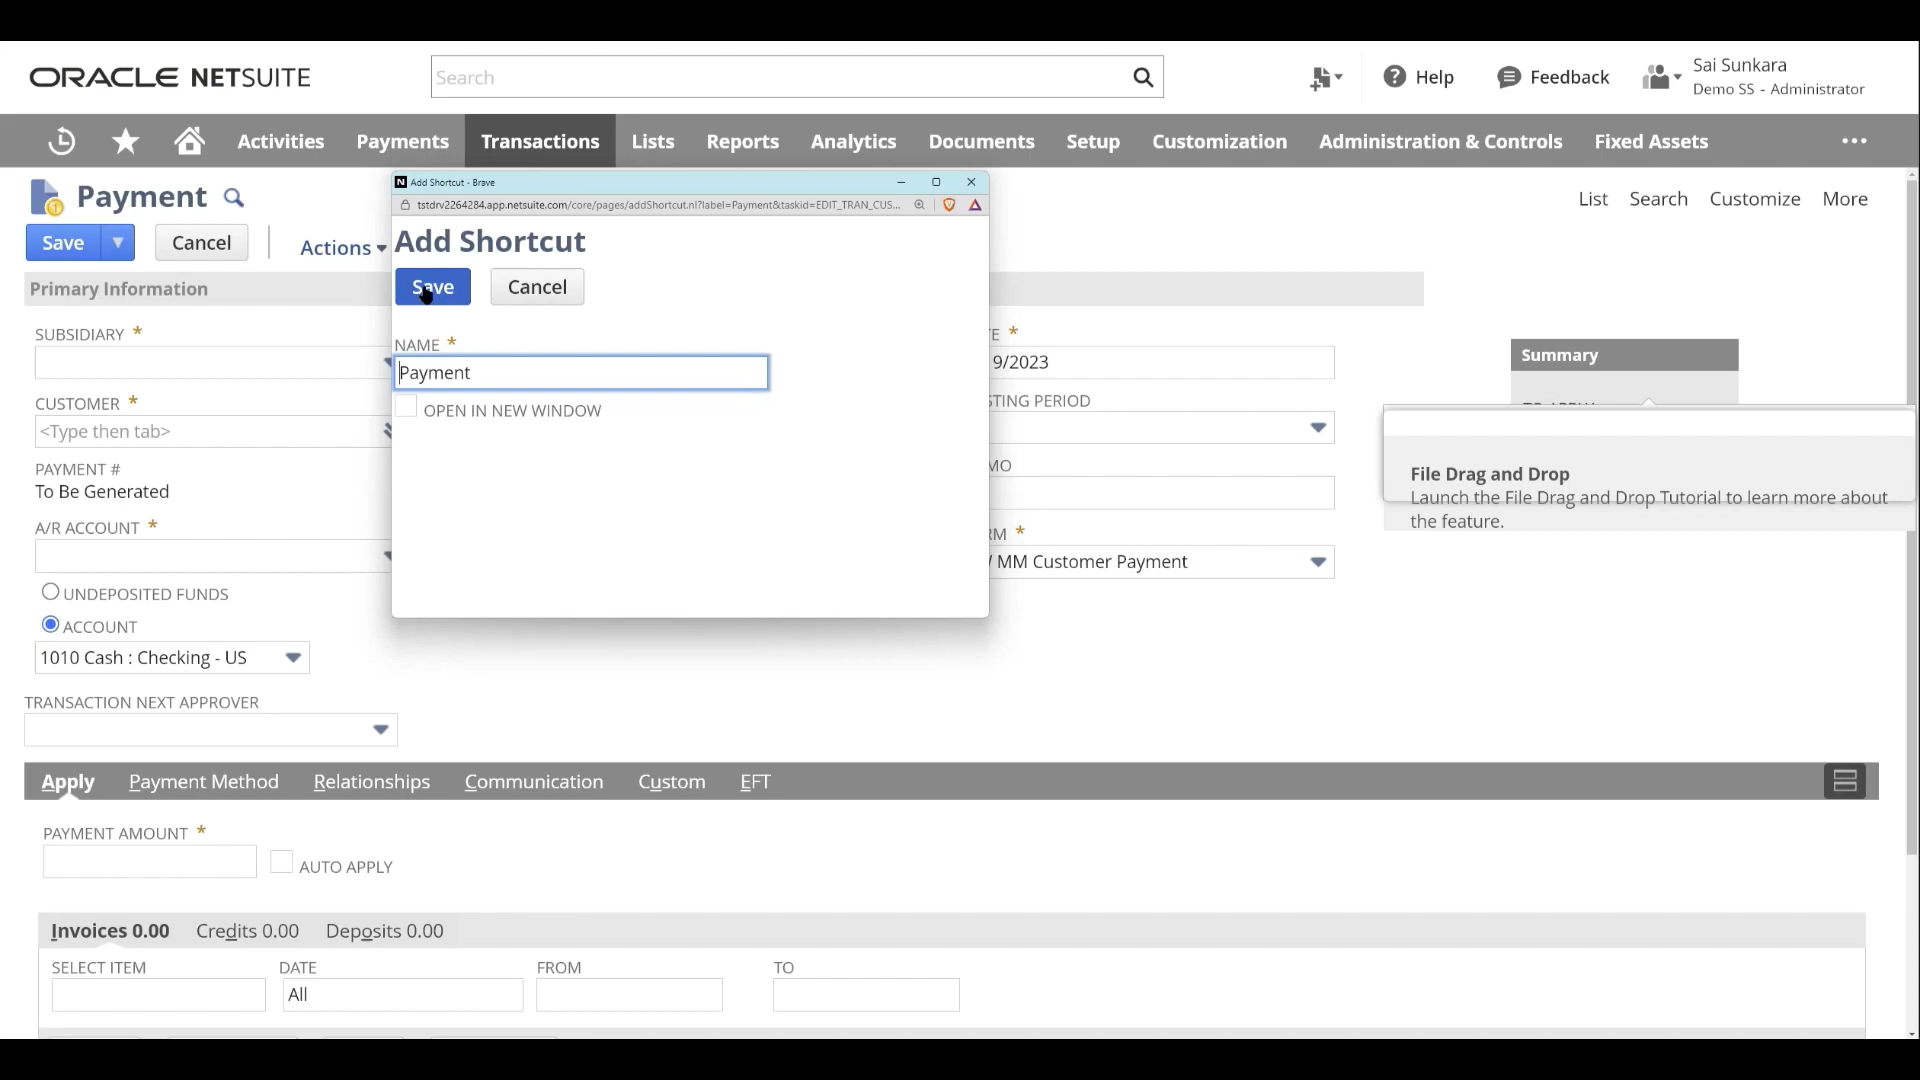 ORACLE NETSUITE
Search
Help
Feedback
Sai Sunkara
Demo SS - Administrator
Activities
Payments
Transactions
Lists
Reports
Analytics
Documents
Setup
Customization
Administration & Controls
Fixed Assets
Payment
List
Search
Customize
More
Save
Cancel
Actions
Primary Information
Add Shortcut - Brave
tstdrv2264284.app.netsuite.com/core/pages/addShortcut.nl?label=Payment&taskid=EDIT_TRAN_CUS...
Add Shortcut
Save
Cancel
NAME *
Payment
OPEN IN NEW WINDOW
SUBSIDIARY *
CUSTOMER *
<Type then tab>
PAYMENT #
To Be Generated
A/R ACCOUNT *
UNDEPOSITED FUNDS
ACCOUNT
1010 Cash : Checking - US
TRANSACTION NEXT APPROVER
TE *
9/2023
STING PERIOD
MO
RM *
MM Customer Payment
Summary
File Drag and Drop
Launch the File Drag and Drop Tutorial to learn more about
the feature.
Apply
Payment Method
Relationships
Communication
Custom
EFT
PAYMENT AMOUNT *
AUTO APPLY
Invoices 0.00
Credits 0.00
Deposits 0.00
SELECT ITEM
DATE
FROM
TO
All